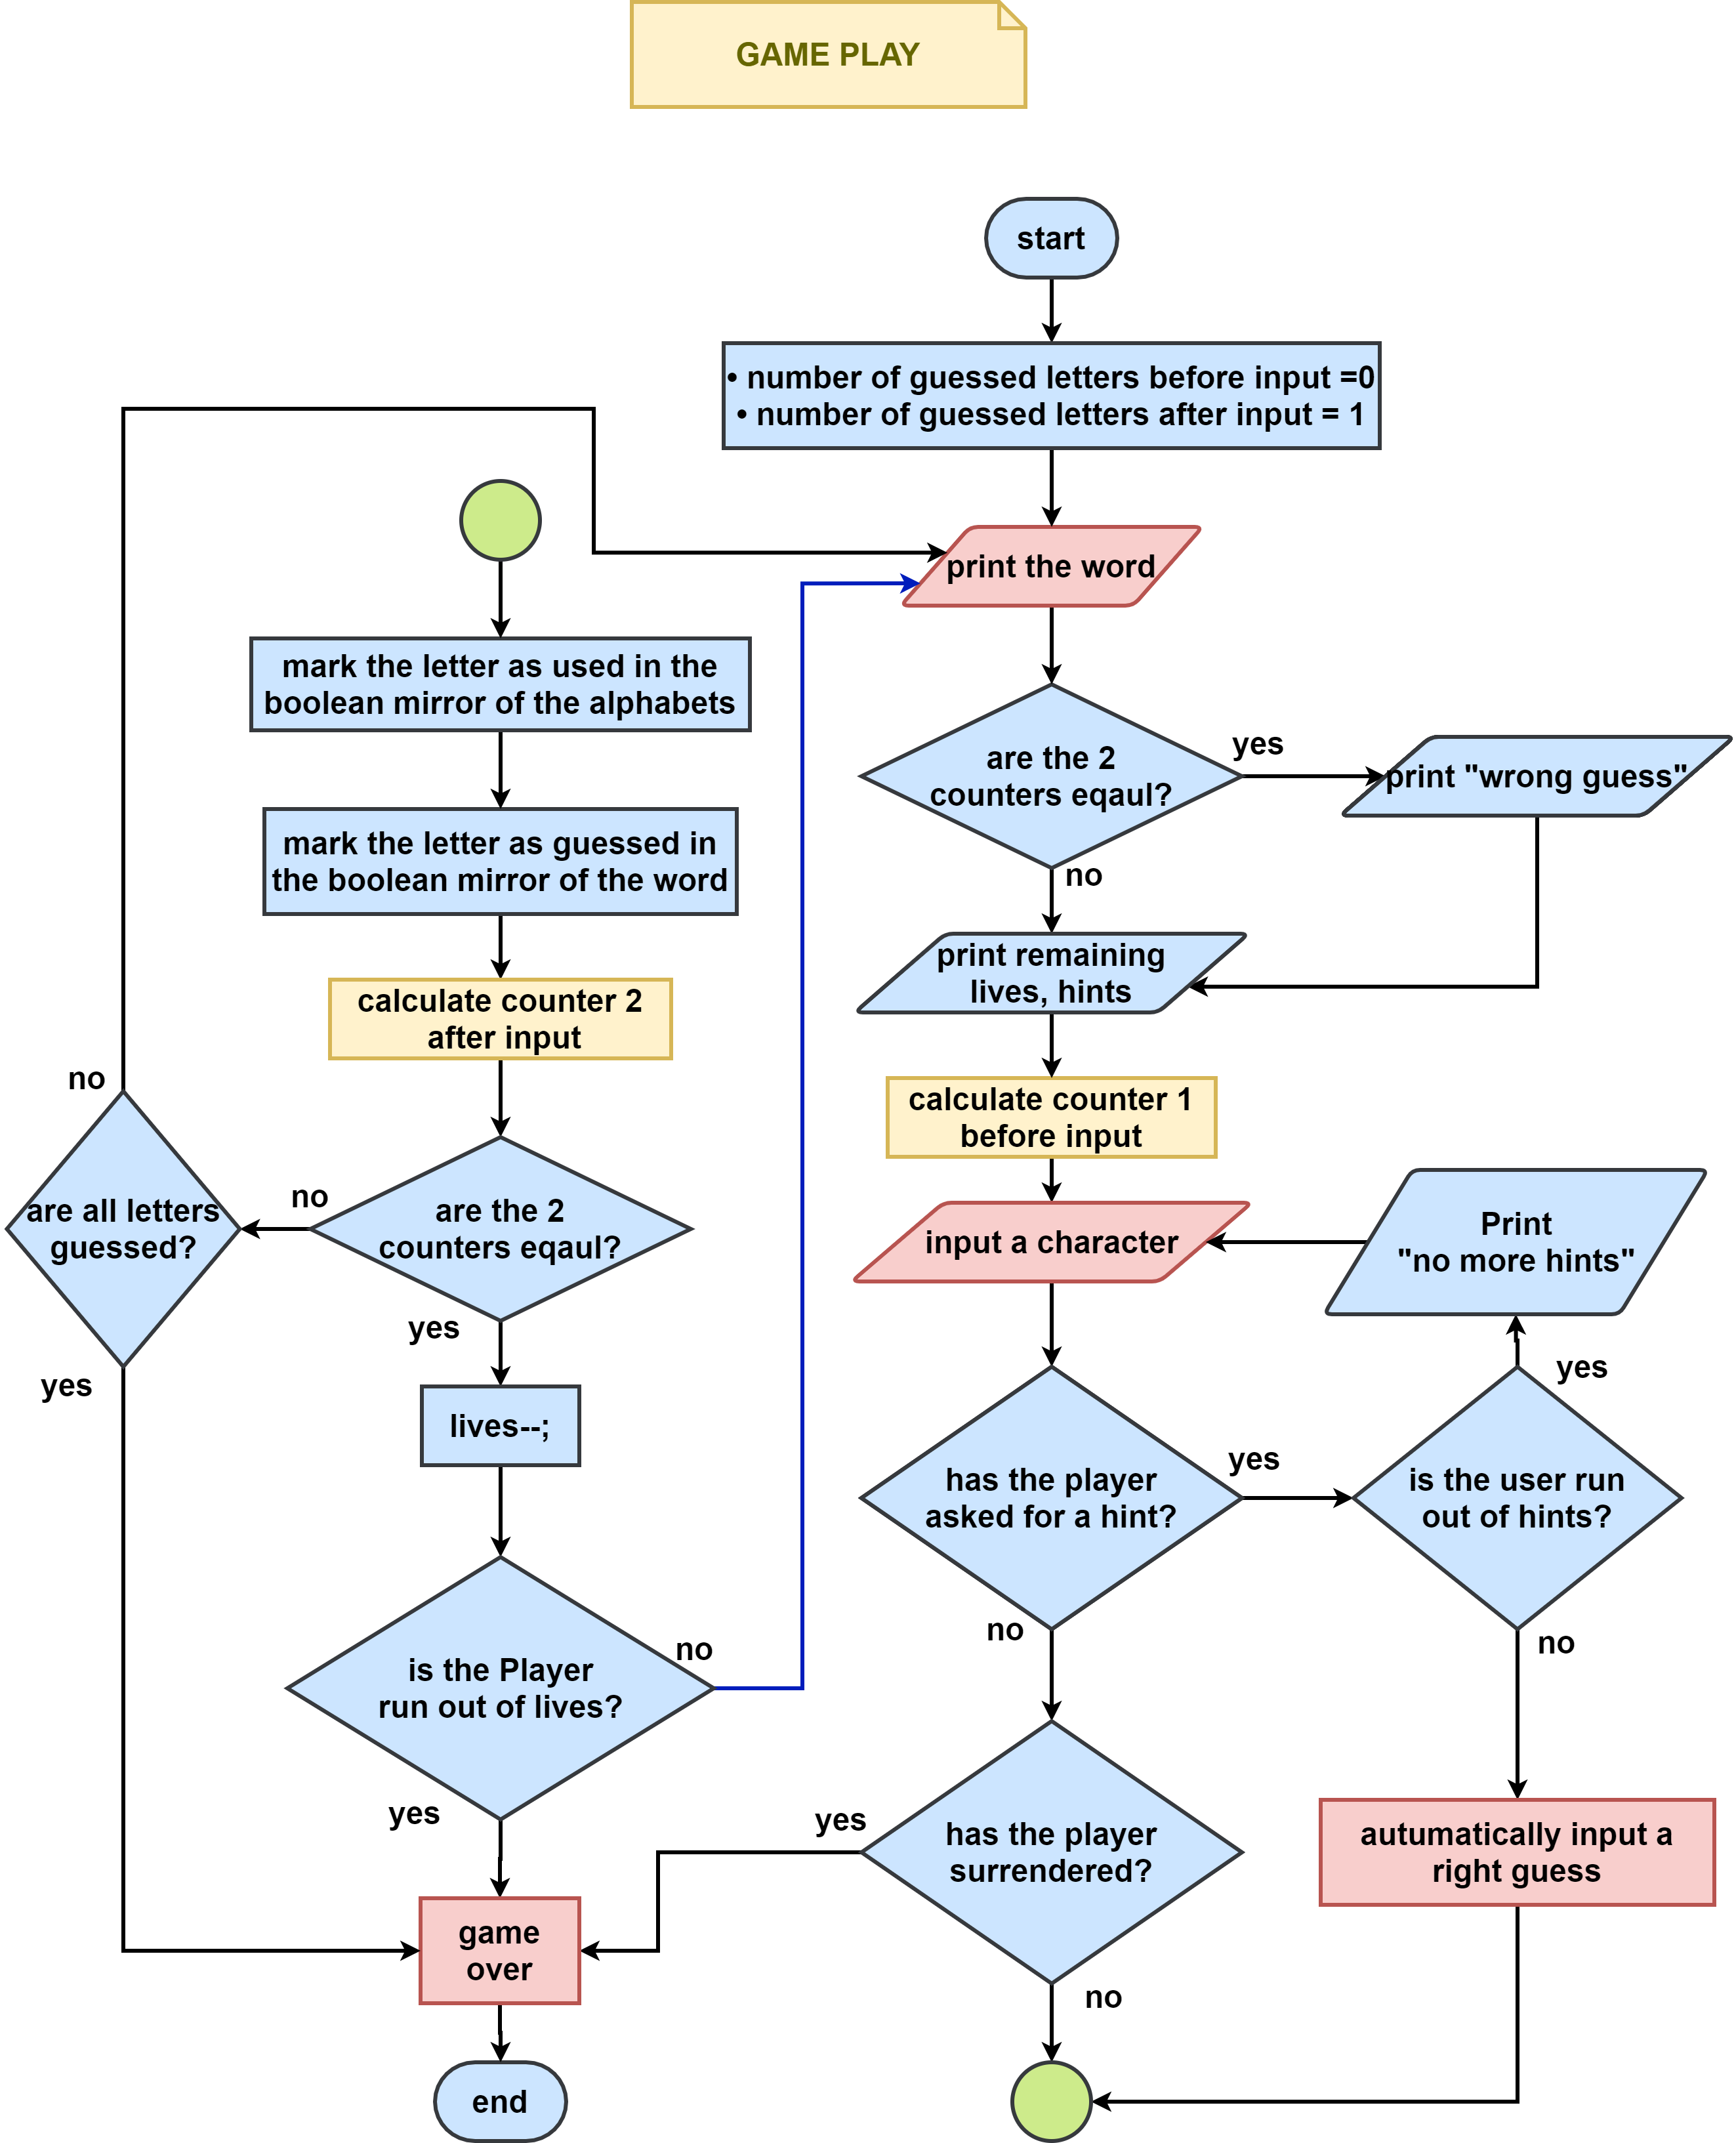 GAME PLAY
start
• number of guessed letters before input =0
• number of guessed letters after input = 1
print the word
are the 2
counters eqaul?
yes
print "wrong guess"
no
print remaining
lives, hints
calculate counter 1
before input
input a character
Print
"no more hints"
has the player
asked for a hint?
yes
is the user run
out of hints?
yes
no
autumatically input a
right guess
no
has the player
surrendered?
yes
no
mark the letter as used in the
boolean mirror of the alphabets
mark the letter as guessed in
the boolean mirror of the word
calculate counter 2
after input
are the 2
counters eqaul?
no
are all letters
guessed?
no
yes
yes
lives--;
is the Player
run out of lives?
no
yes
game
over
end